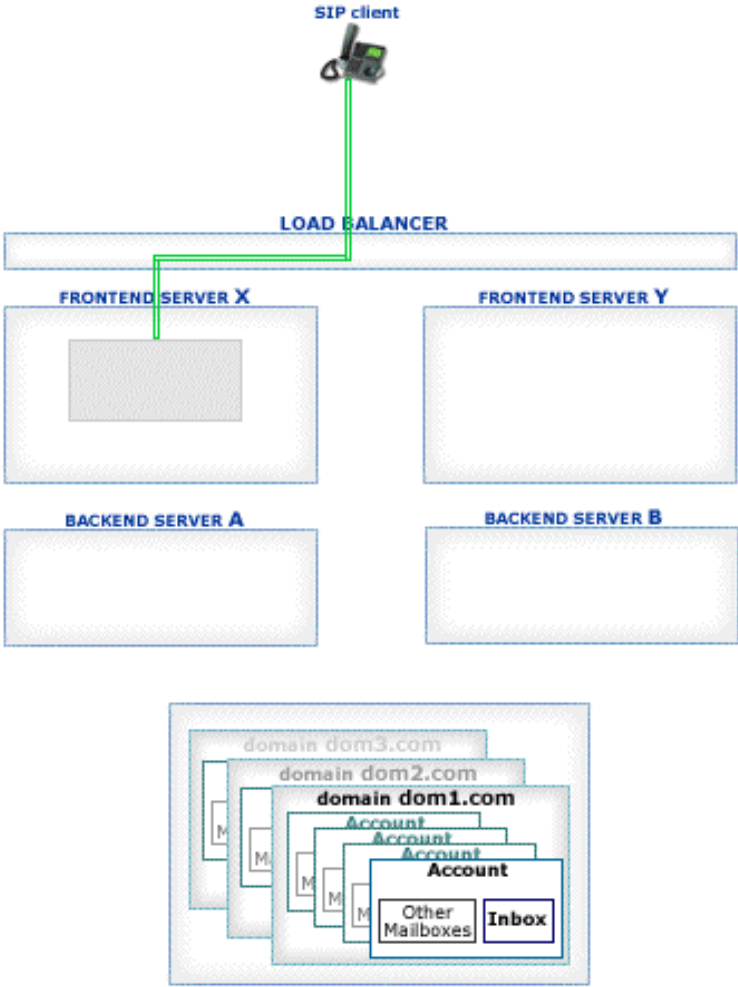 SIP client
LOAD BALANCER
FRONTEND SERVER X
FRONTEND SERVER Y
BACKEND SERVER A
BACKEND SERVER B
domain dom3.com
domain dom2.com
domain dom1.com
Account
Account
Account
Account
M
M
M
M
M
Other
Mailboxes
Inbox